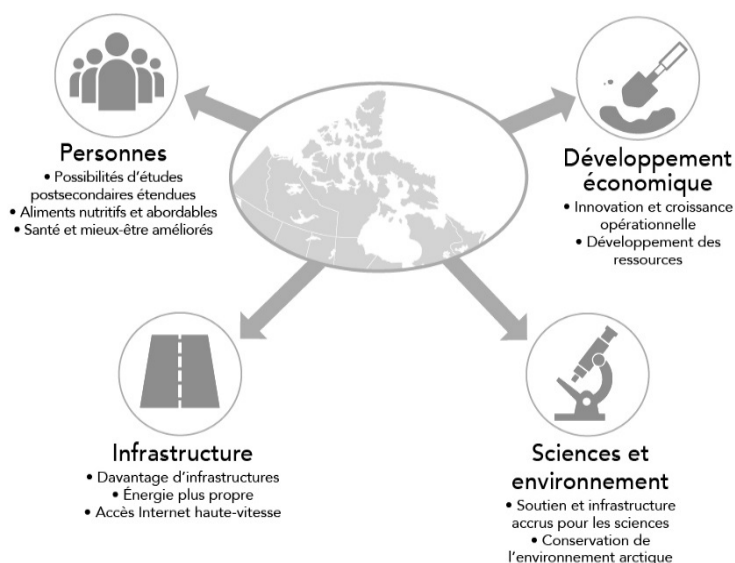 Personnes
• Possibilités d'études
postsecondaires étendues
• Aliments nutritifs et abordables
• Santé et mieux-être améliorés
Développement
économique
• Innovation et croissance
opérationnelle
• Développement des
ressources
Infrastructure
• Davantage d'infrastructures
• Énergie plus propre
• Accès Internet haute-vitesse
Sciences et
environnement
• Soutien et infrastructure
accrus pour les sciences
• Conservation de
l'environnement arctique